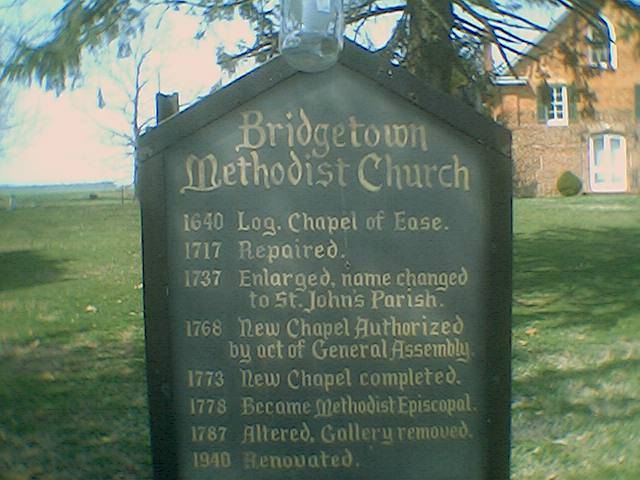 Bridgetown
Methodist Church
1640 Log. Chapel of Ease.
1717 Repaired.
1737 Enlarged, name changed
to St. John's Parish.
1768 New Chapel Authorized
by act of General Assembly.
1773 New Chapel completed.
1778 Became Methodist Episcopal.
1787 Altered, Gallery removed.
1940 Renovated.